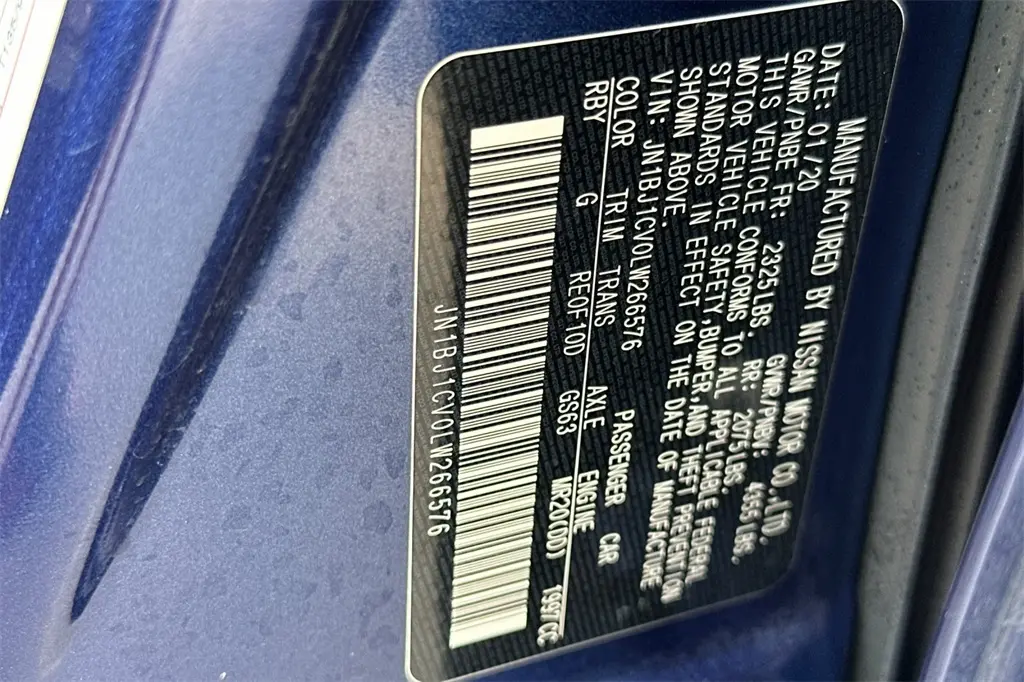 MANUFACTURED BY NISSAN MOTOR CO.,LTD.
DATE: 01/20 GVWR/PNBV: 4355 LBS.
GAWR/PNBE FR: 2325 LBS. RR: 2075 LBS.
THIS VEHICLE CONFORMS TO ALL APPLICABLE FEDERAL
MOTOR VEHICLE SAFETY,BUMPER,AND THEFT PREVENTION
STANDARDS IN EFFECT ON THE DATE OF MANUFACTURE
SHOWN ABOVE.
VIN: JN1BJ1CV0LW266576 PASSENGER CAR
COLOR TRIM TRANS AXLE ENGINE
RBY G RE0F10D GS63 MR20(DD) 1997CC
JN1BJ1CV0LW266576